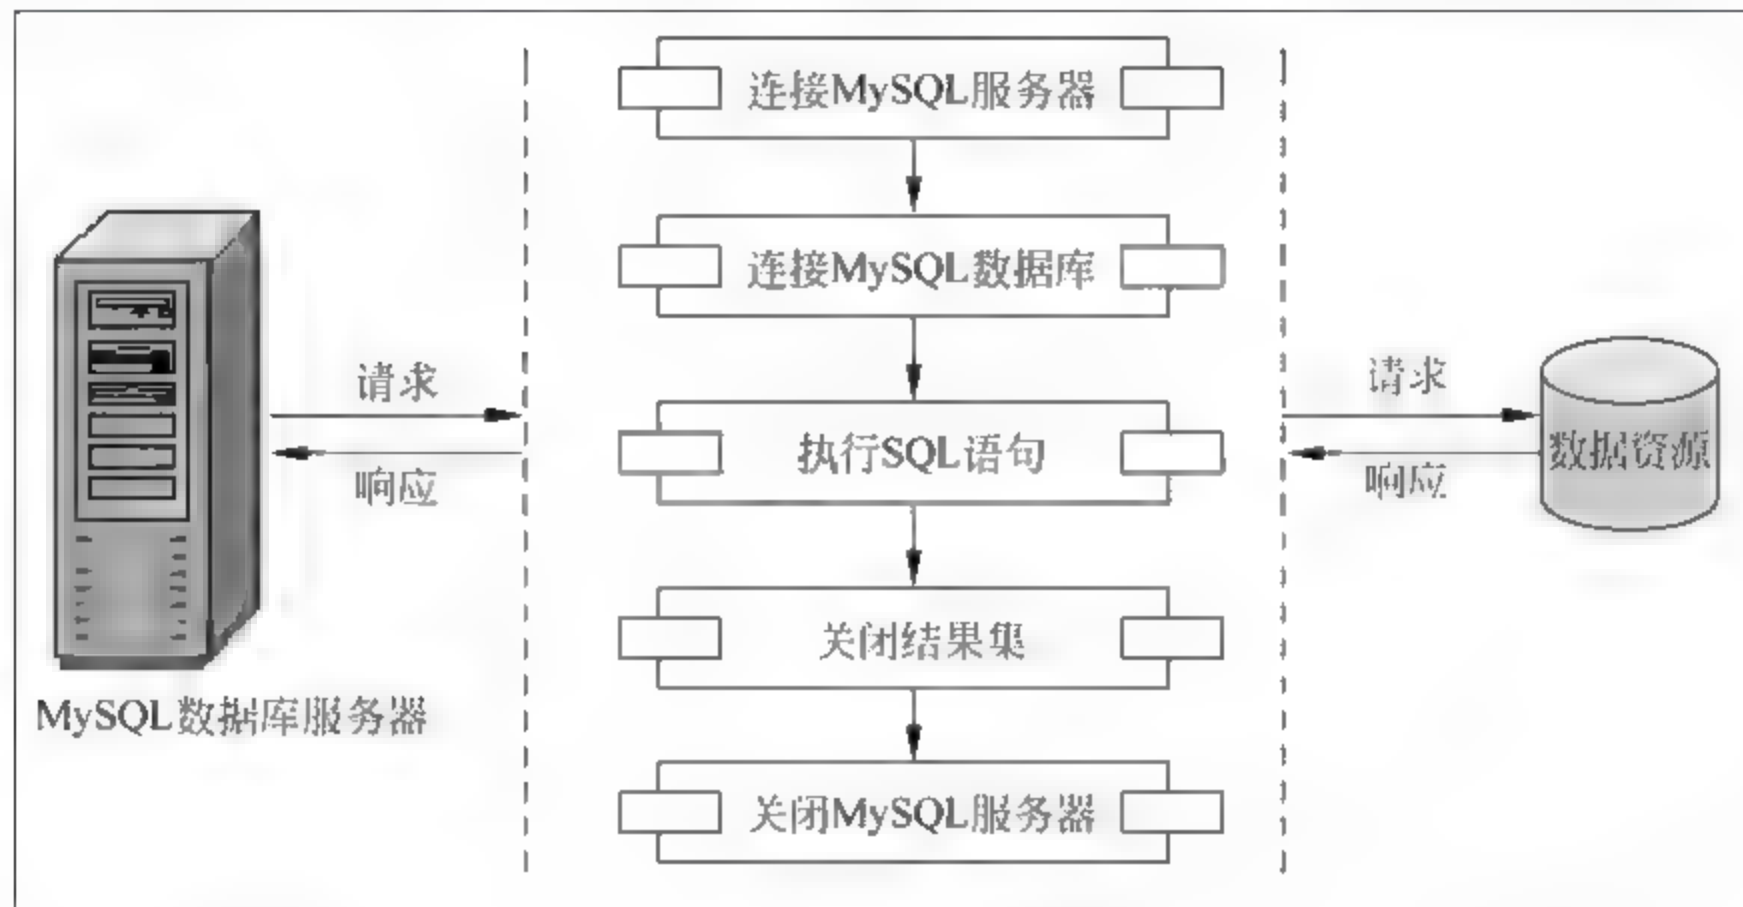 连接MySQL服务器
连接MySQL数据库
请求
请求
执行SQL语句
数据资源
响应
响应
关闭结果集
MySQL数据库服务器
关闭MySQL服务器